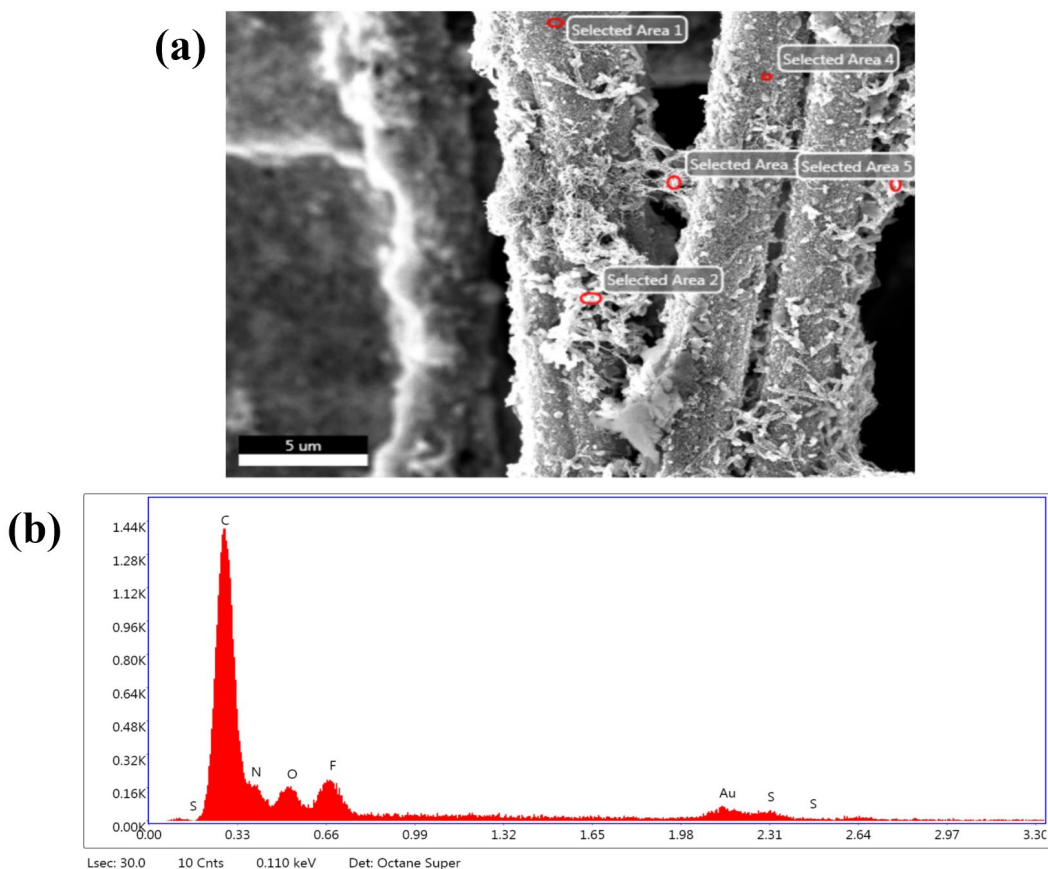 (a)
Selected Area 1
Selected Area 4
Selected Area 3
Selected Area 5
Selected Area 2
5 um
(b)
1.44K
1.28K
1.12K
0.96K
0.80K
0.64K
0.48K
0.32K
0.16K
0.00K
C
S
N
O
F
Au
S
S
0.00
0.33
0.66
0.99
1.32
1.65
1.98
2.31
2.64
2.97
3.30
Lsec: 30.0 10 Cnts 0.110 keV Det: Octane Super